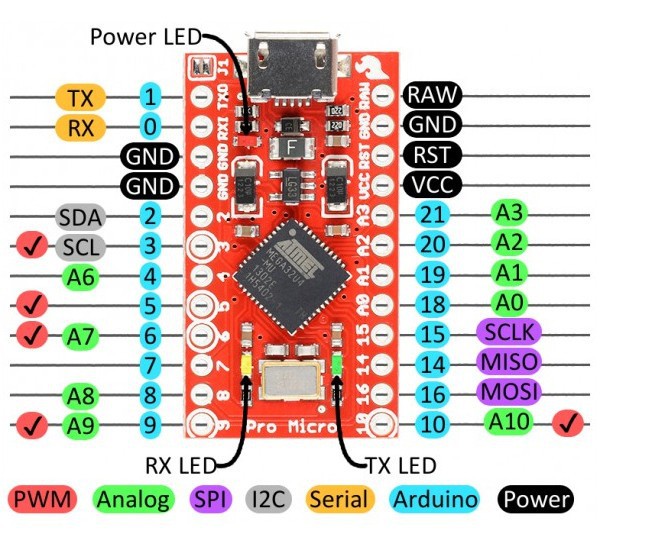 Power LED
J1
TX 1 TXO RAW RAW
RX 0 RXI GND GND
GND GND RST RST
GND GND VCC VCC
SDA 2 2 A3 21 A3
SCL 3 3 A2 20 A2
A6 4 4 A1 19 A1
5 5 A0 18 A0
A7 6 6 15 15 SCLK
7 7 14 14 MISO
A8 8 8 16 16 MOSI
A9 9 9 10 10 A10
F
ATMEL
MEGA32U4
-MU
1302E
Pro Micro
RX LED
TX LED
PWM Analog SPI I2C Serial Arduino Power